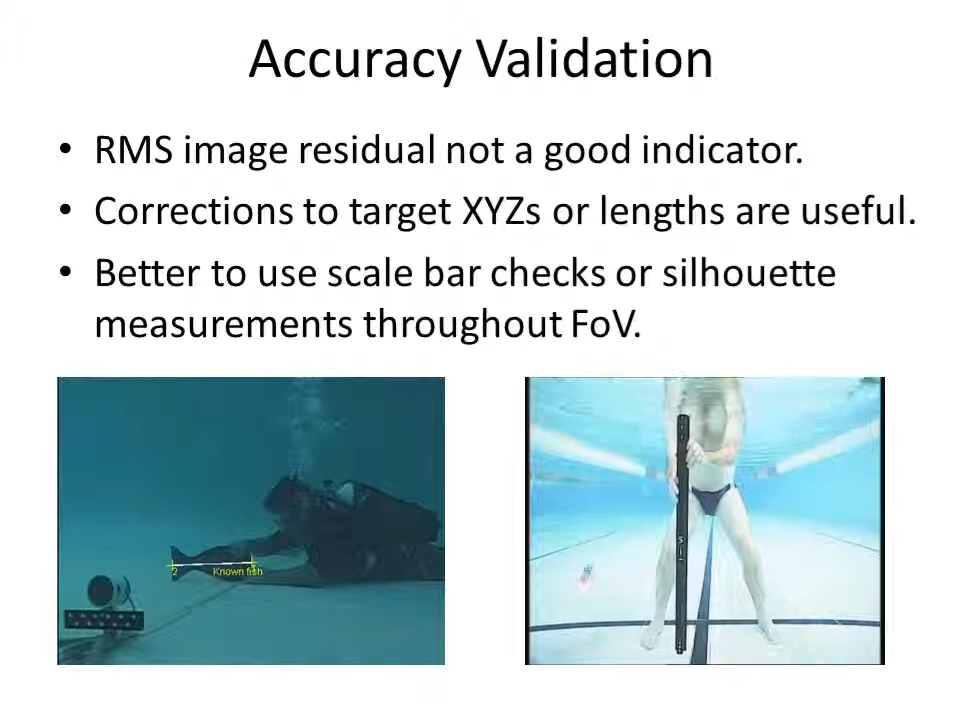 Accuracy Validation
• RMS image residual not a good indicator.
• Corrections to target XYZs or lengths are useful.
• Better to use scale bar checks or silhouette
measurements throughout FoV.
2
Known fish